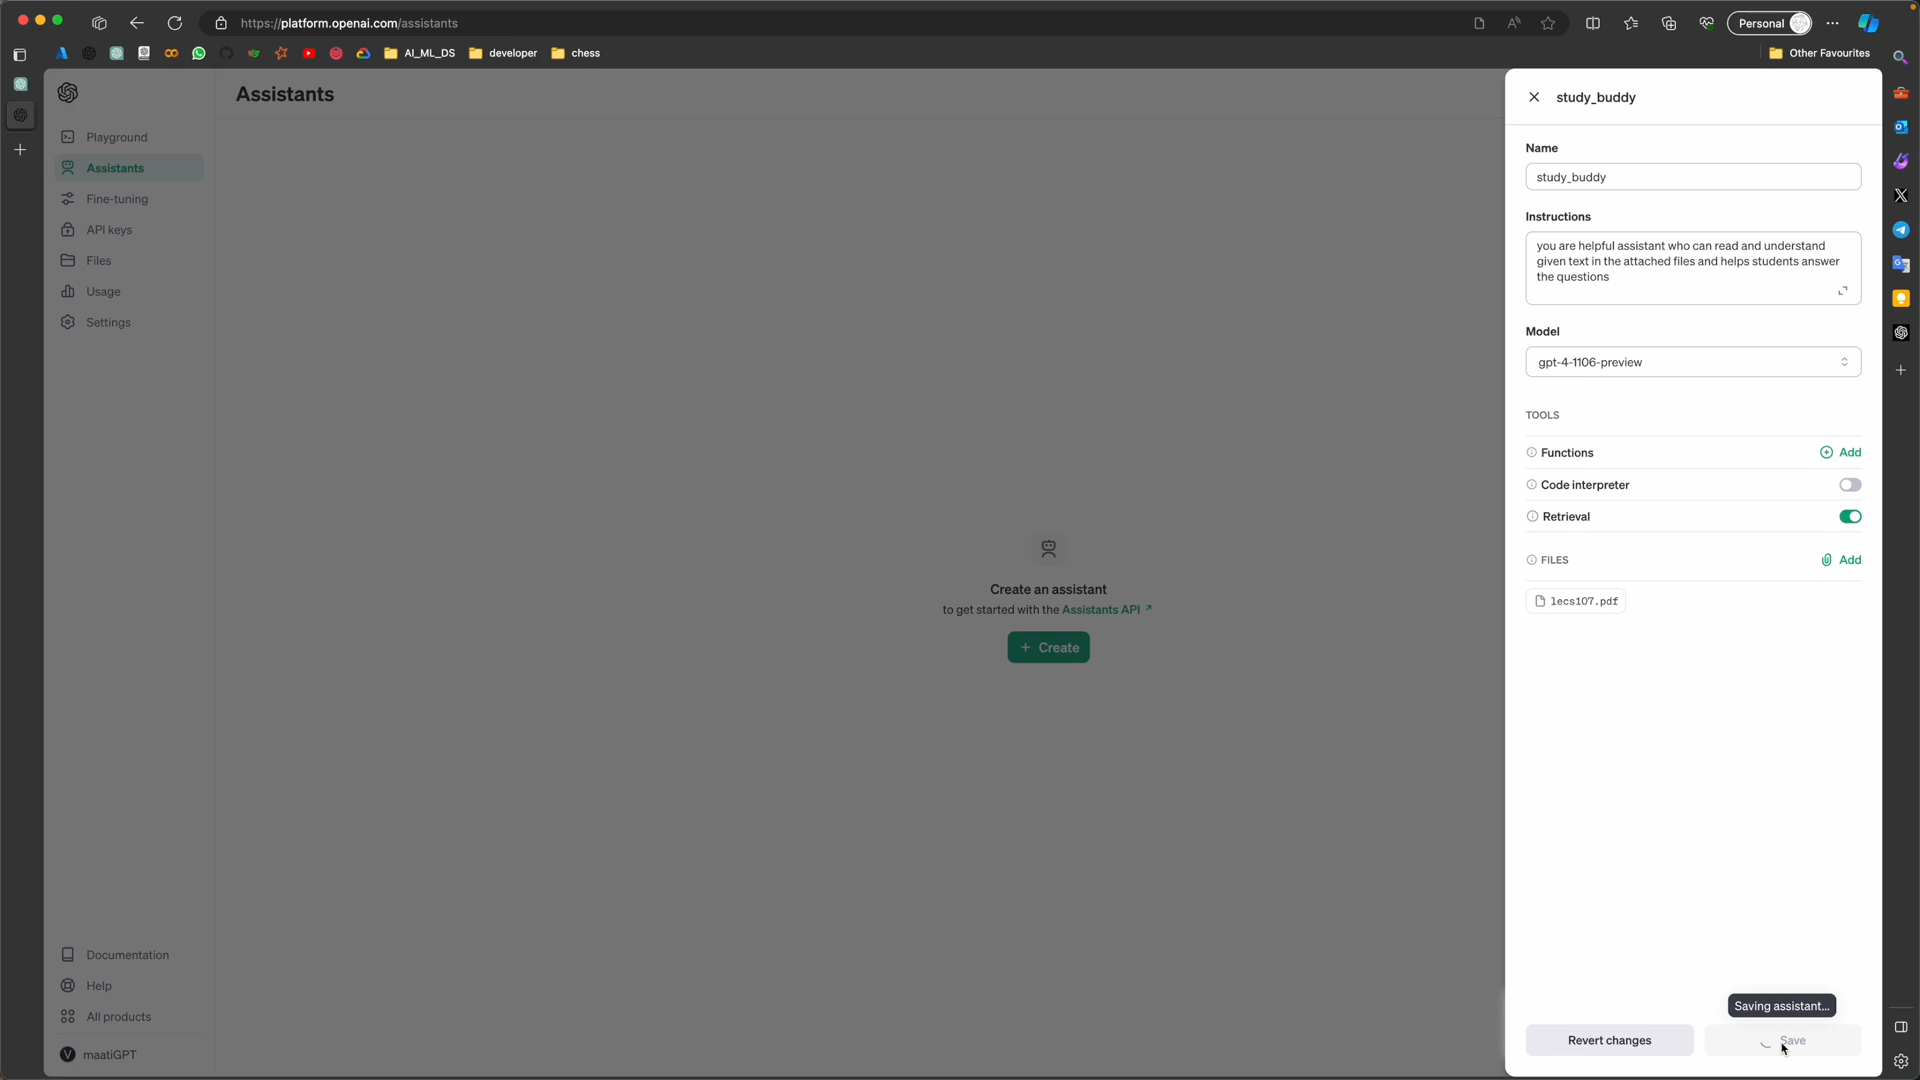 https://platform.openai.com/assistants
Personal
AI_ML_DS
developer
chess
Other Favourites
Assistants
Playground
Assistants
Fine-tuning
API keys
Files
Usage
Settings
Create an assistant
to get started with the Assistants API
+ Create
Documentation
Help
All products
V maatiGPT
study_buddy
Name
study_buddy
Instructions
you are helpful assistant who can read and understand
given text in the attached files and helps students answer
the questions
Model
gpt-4-1106-preview
TOOLS
Functions
Add
Code interpreter
Retrieval
FILES
Add
lecs107.pdf
Saving assistant...
Revert changes
Save